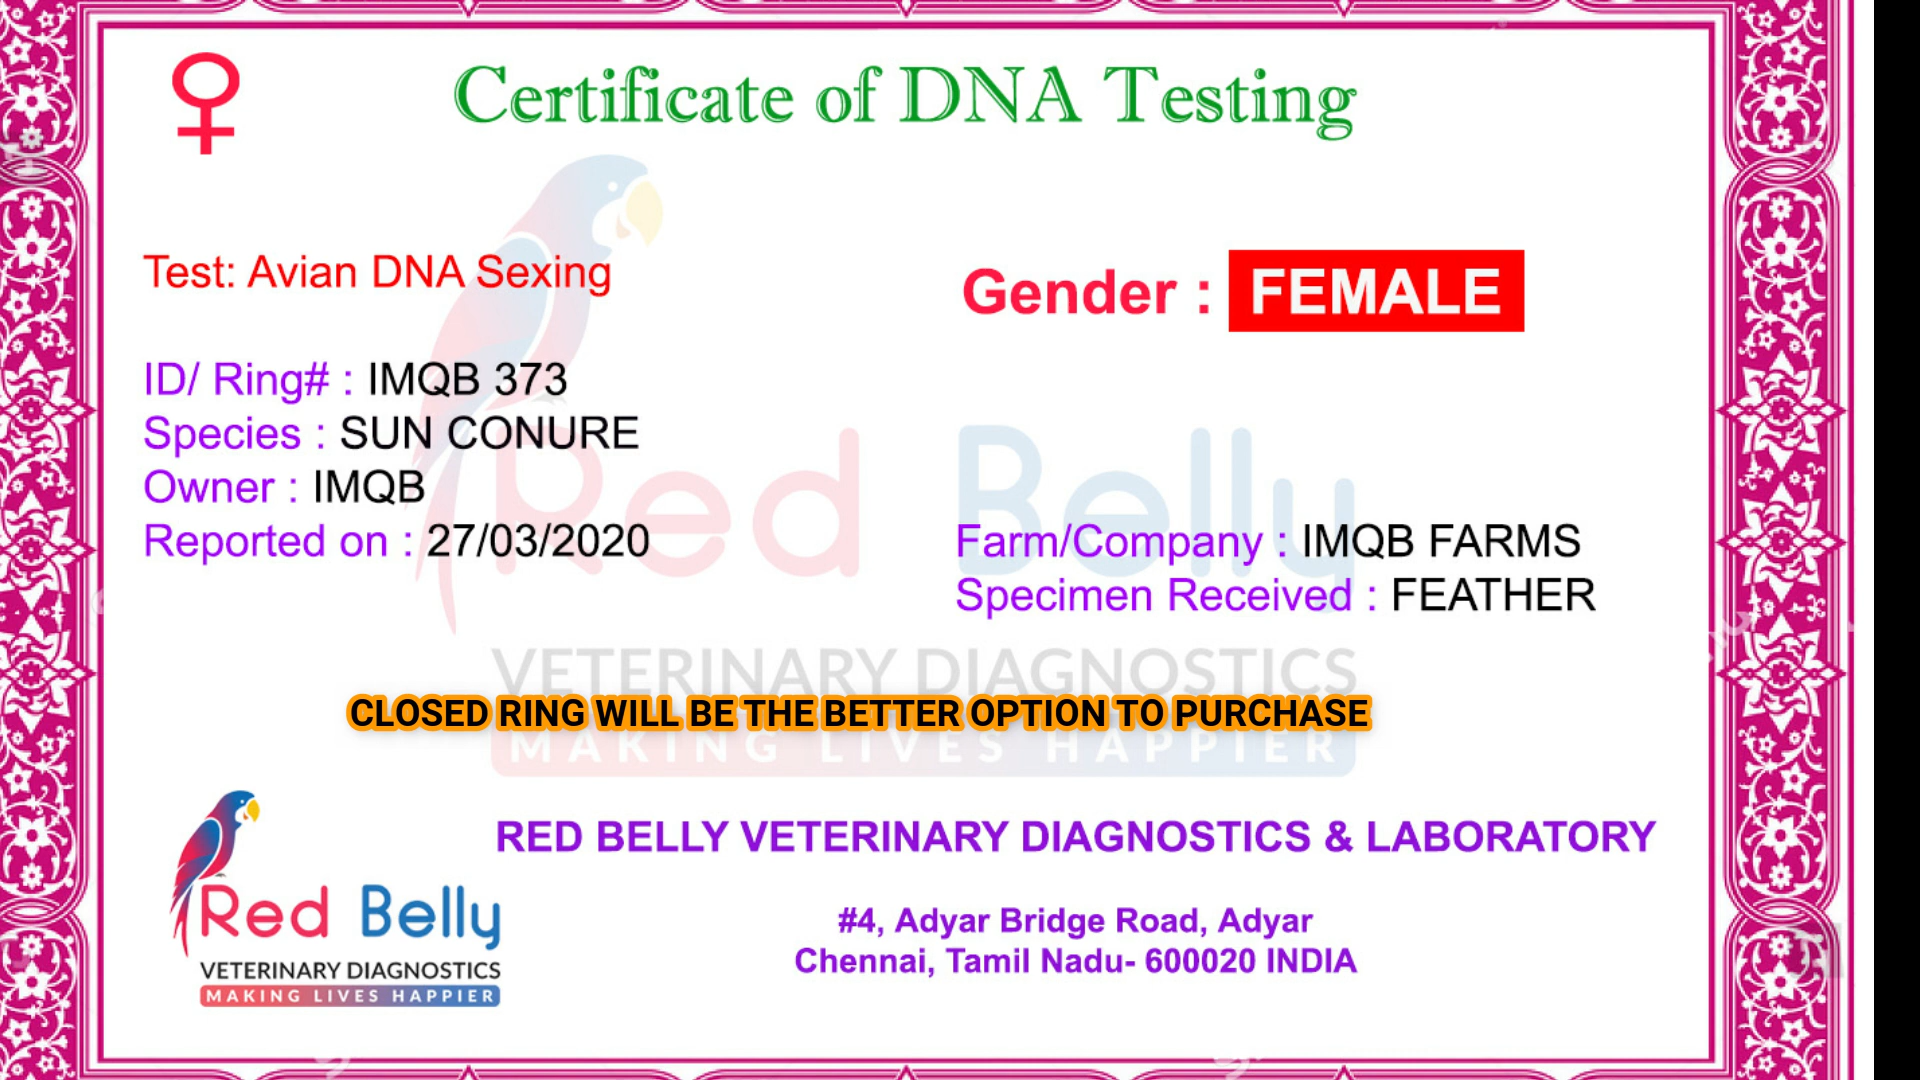 Certificate of DNA Testing
Test: Avian DNA Sexing
Gender : FEMALE
ID/ Ring# : IMQB 373
Species : SUN CONURE
Owner : IMQB
Reported on : 27/03/2020
Farm/Company : IMQB FARMS
Specimen Received : FEATHER
Red Belly
VETERINARY DIAGNOSTICS
MAKING LIVES HAPPIER
CLOSED RING WILL BE THE BETTER OPTION TO PURCHASE
RED BELLY VETERINARY DIAGNOSTICS & LABORATORY
#4, Adyar Bridge Road, Adyar
Chennai, Tamil Nadu- 600020 INDIA
Red Belly
VETERINARY DIAGNOSTICS
MAKING LIVES HAPPIER